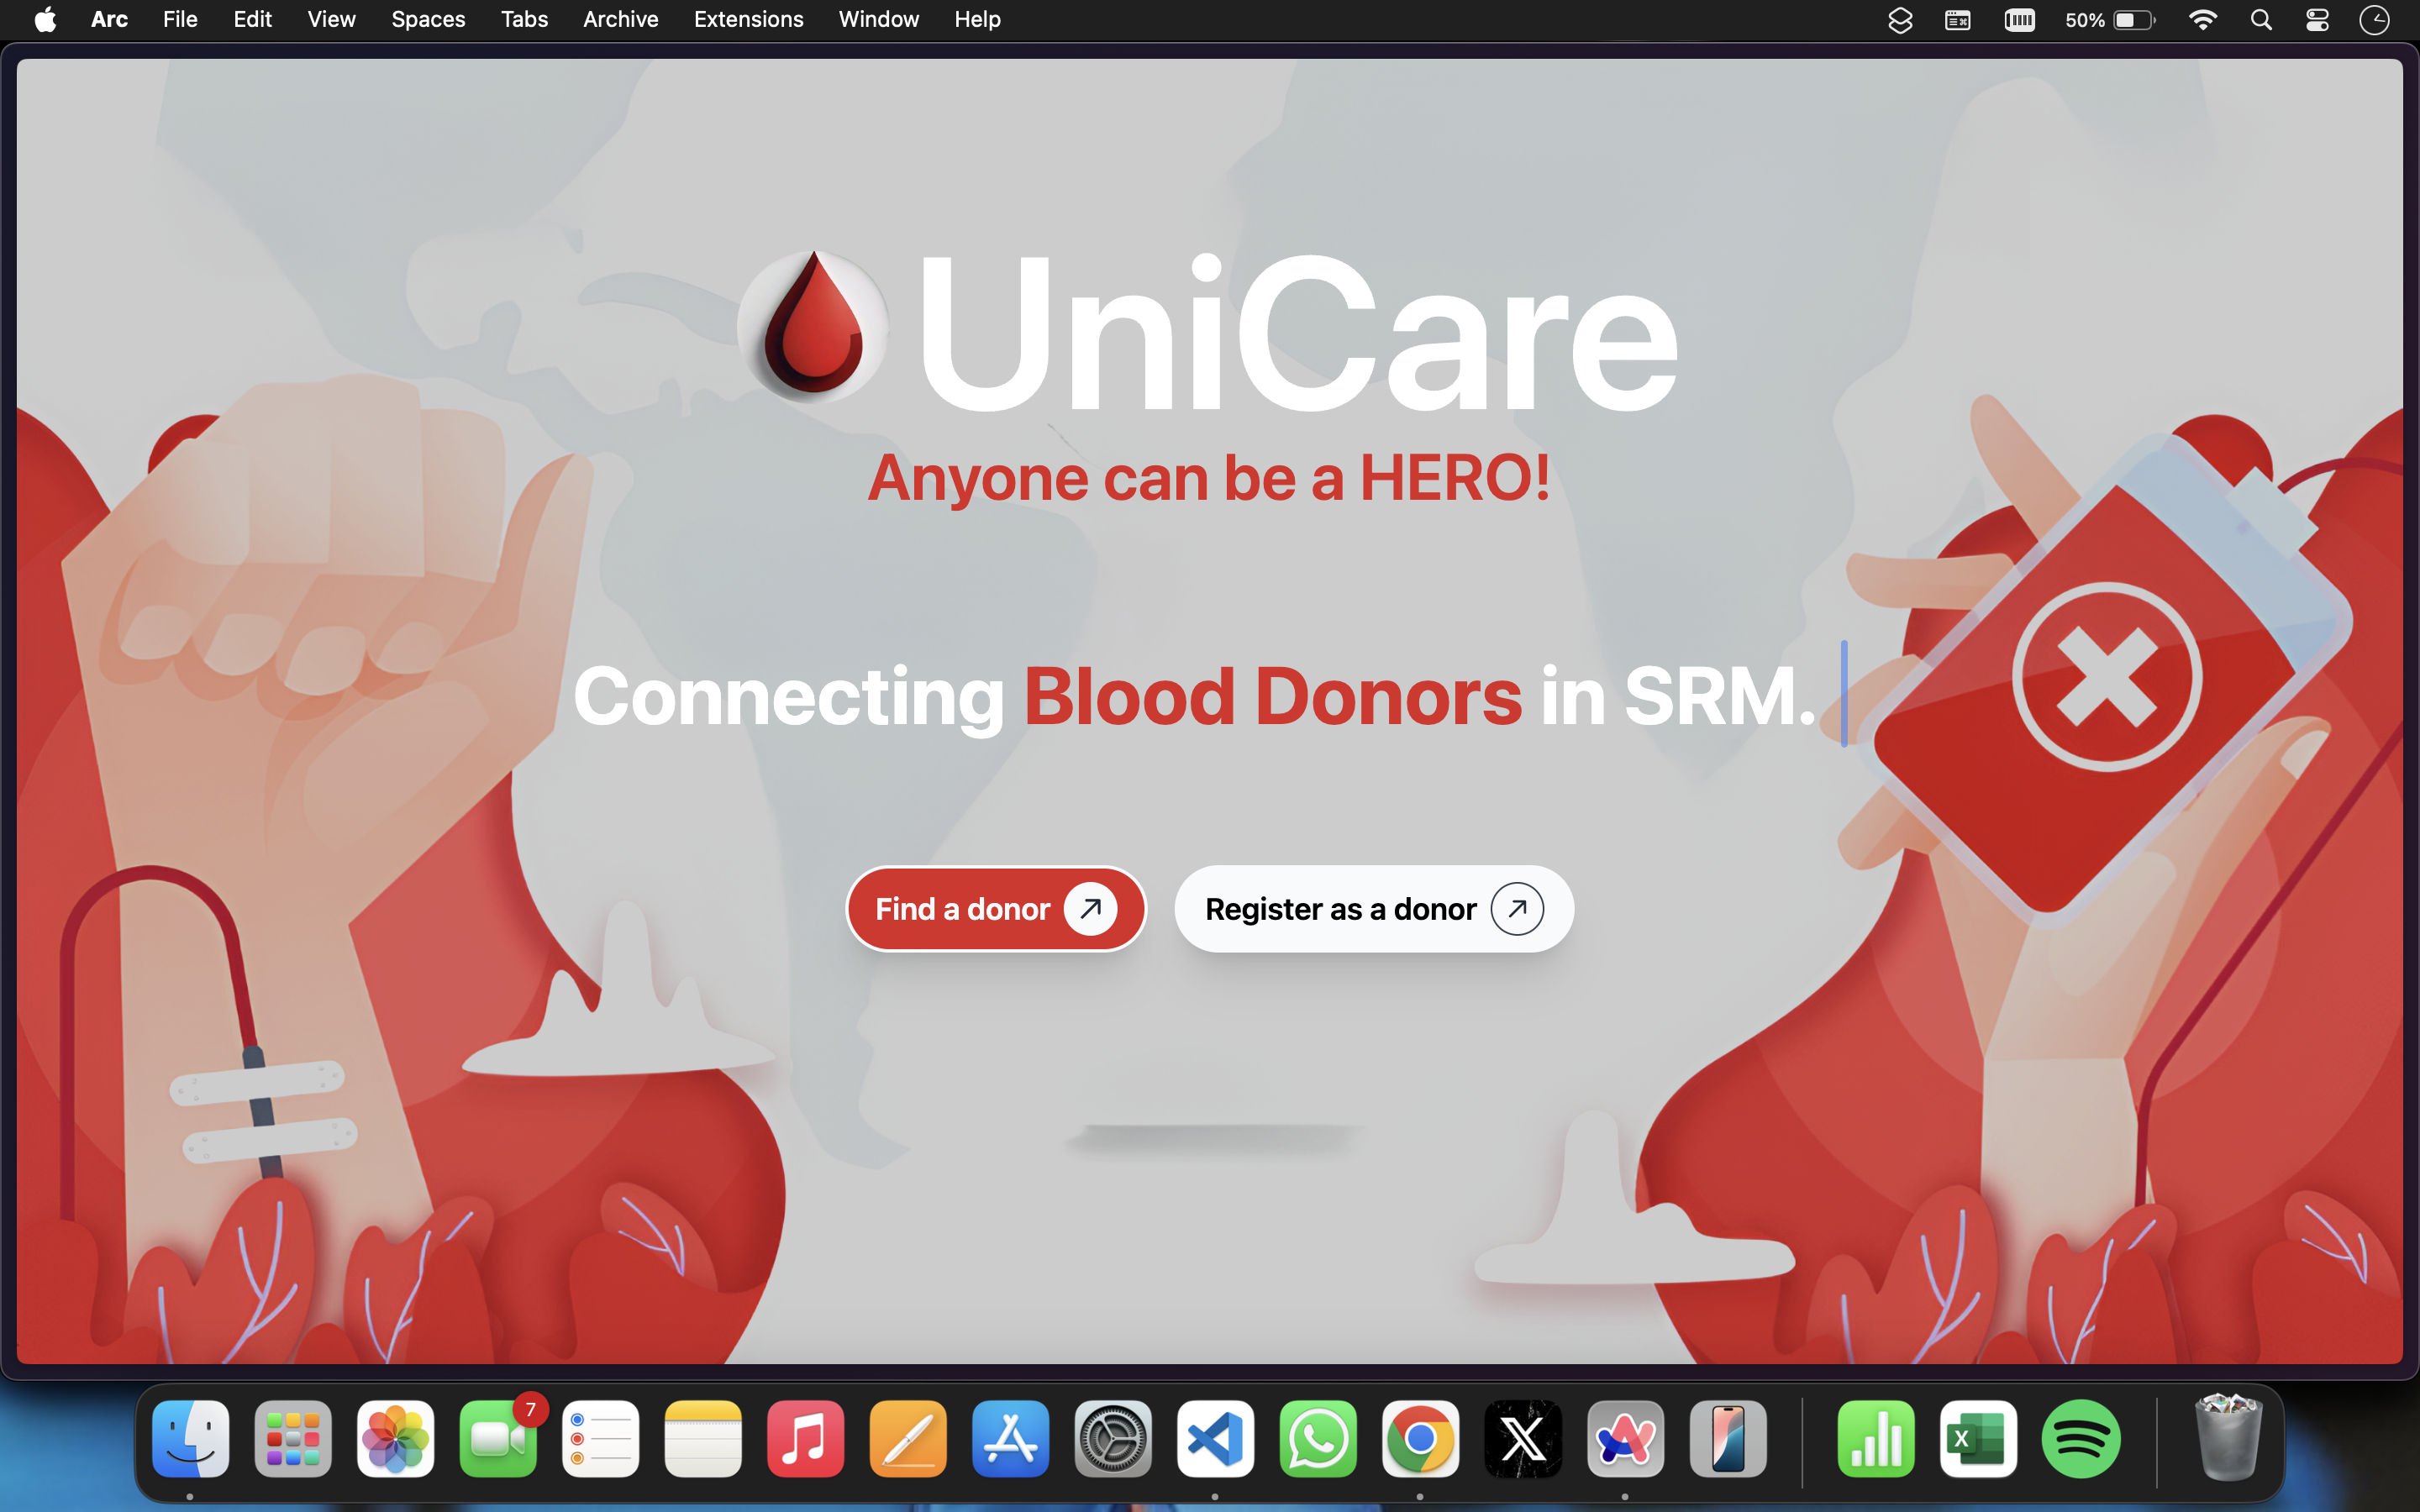 Arc File Edit View Spaces Tabs Archive Extensions Window Help 50%
UniCare
Anyone can be a HERO!
Connecting Blood Donors in SRM.
Find a donor Register as a donor
7
X